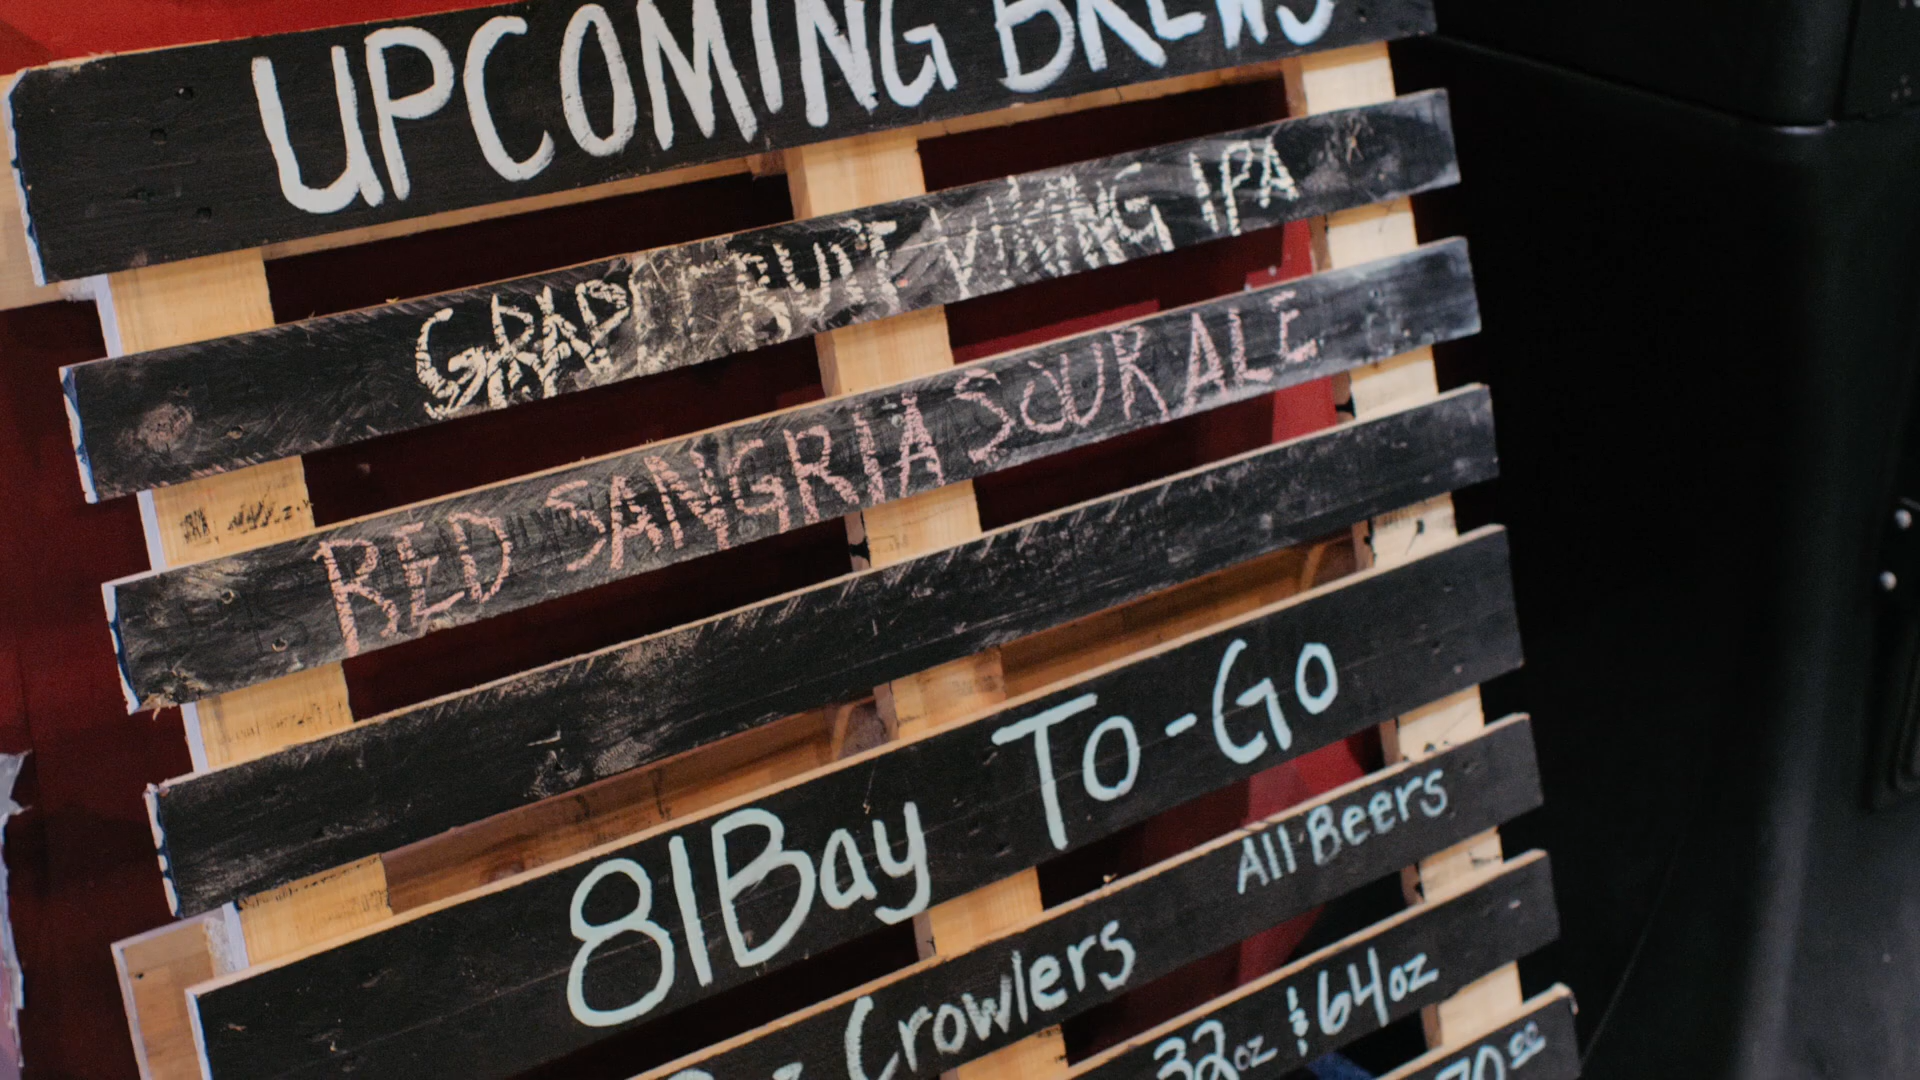 UPCOMING BREWS
GRAPEFRUIT VIKING IPA
RED SANGRIA SOUR ALE
81Bay To-Go
All Beers
- Crowlers
32oz & 64oz